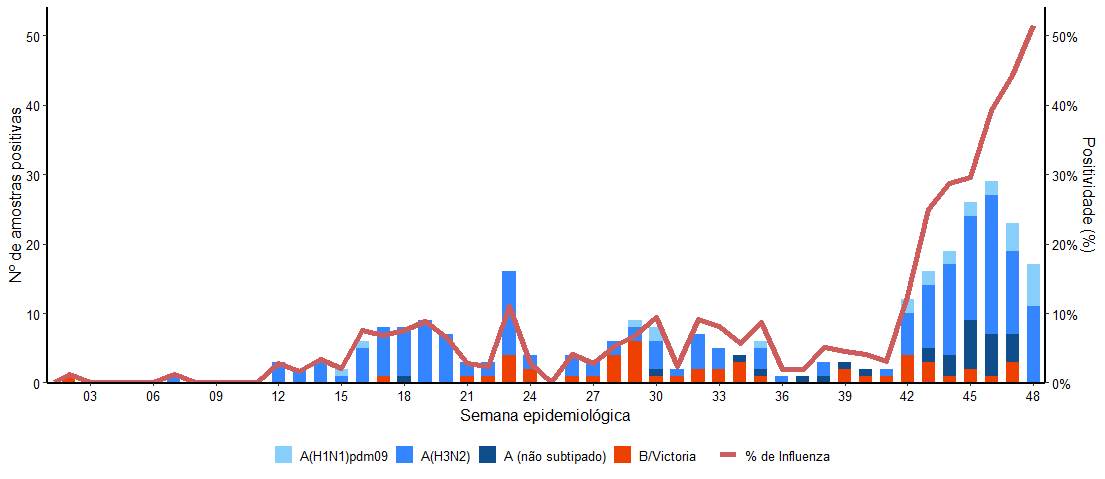 Nº de amostras positivas
50
40
30
20
10
0
50%
40%
30%
20%
10%
0%
Positividade (%)
03 06 09 12 15 18 21 24 27 30 33 36 39 42 45 48
Semana epidemiológica
A(H1N1)pdm09 A(H3N2) A (não subtipado) B/Victoria % de Influenza